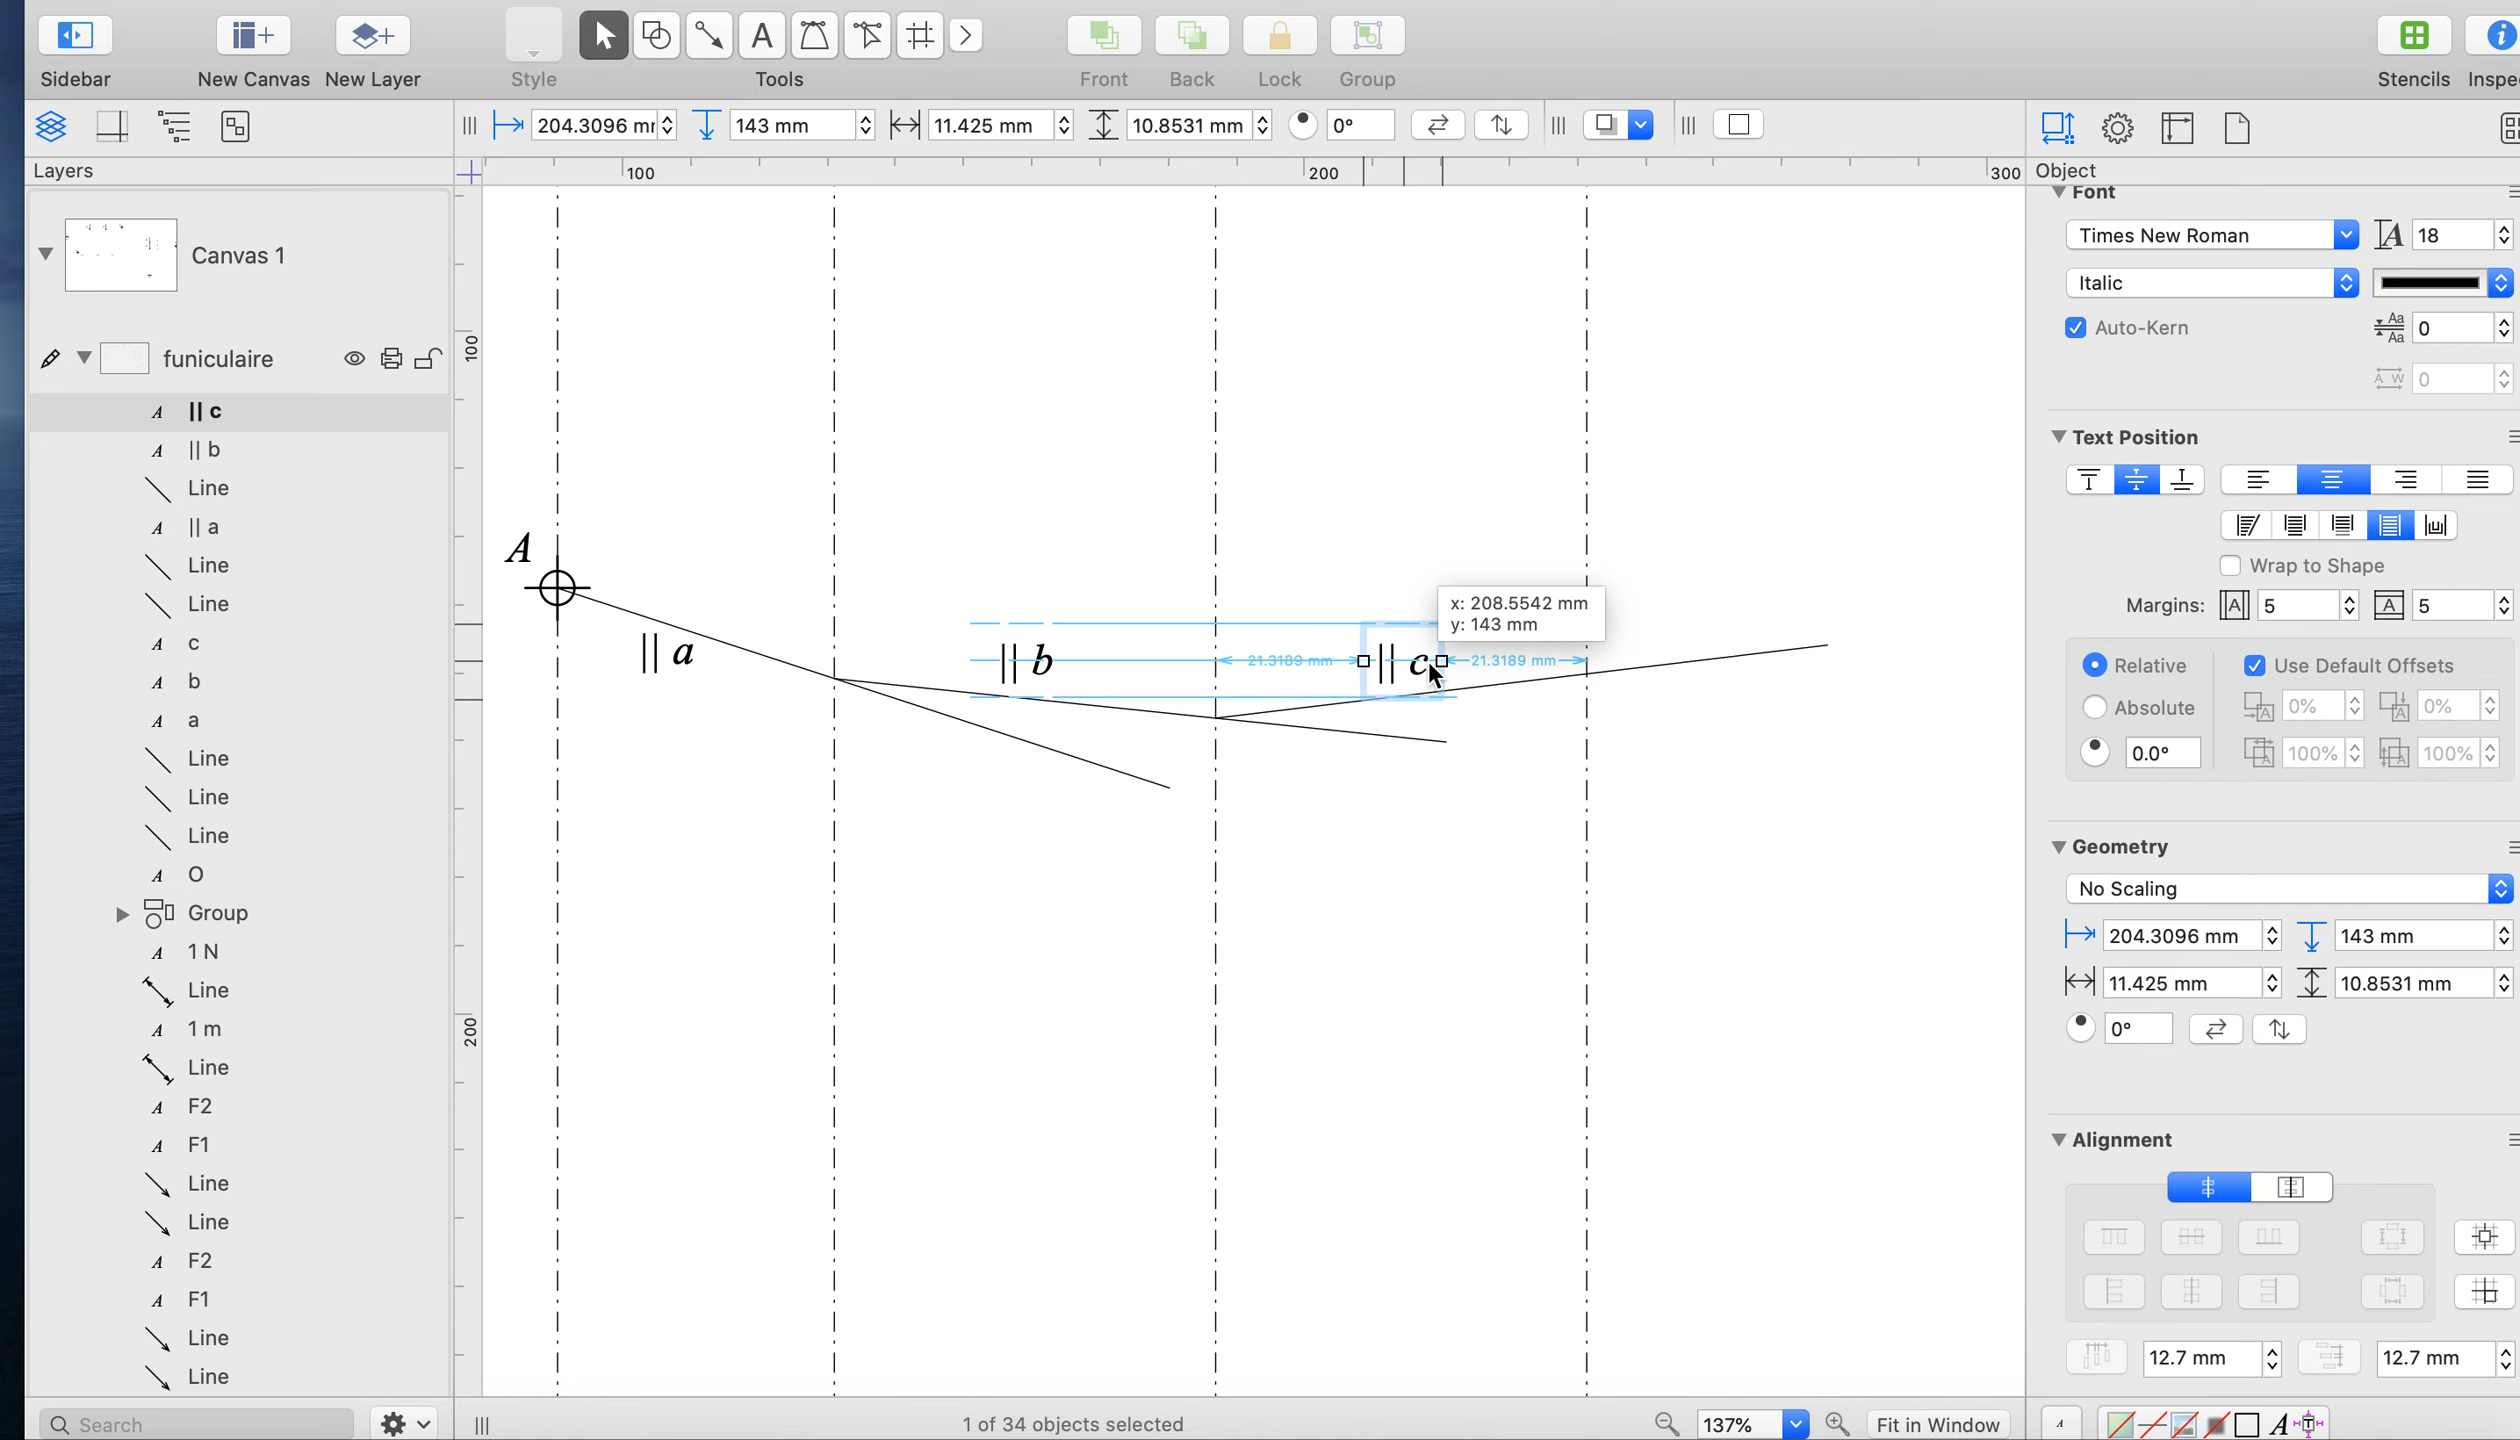 Sidebar
New Canvas
New Layer
Style
Tools
Front
Back
Lock
Group
Stencils
Inspe
204.3096 mm
143 mm
11.425 mm
10.8531 mm
0°
Layers
Object
100
200
300
Canvas 1
funiculaire
|| c
|| b
Line
|| a
Line
Line
c
b
a
Line
Line
Line
O
Group
1 N
Line
1 m
Line
F2
F1
Line
Line
F2
F1
Line
Line
Search
100
200
A
|| a
|| b
|| c
21.3189 mm
21.3189 mm
x: 208.5542 mm
y: 143 mm
1 of 34 objects selected
137%
Fit in Window
Font
Times New Roman
18
Italic
Auto-Kern
0
0
Text Position
Wrap to Shape
Margins:
5
5
Relative
Absolute
0.0°
Use Default Offsets
0%
0%
100%
100%
Geometry
No Scaling
204.3096 mm
143 mm
11.425 mm
10.8531 mm
0°
Alignment
12.7 mm
12.7 mm